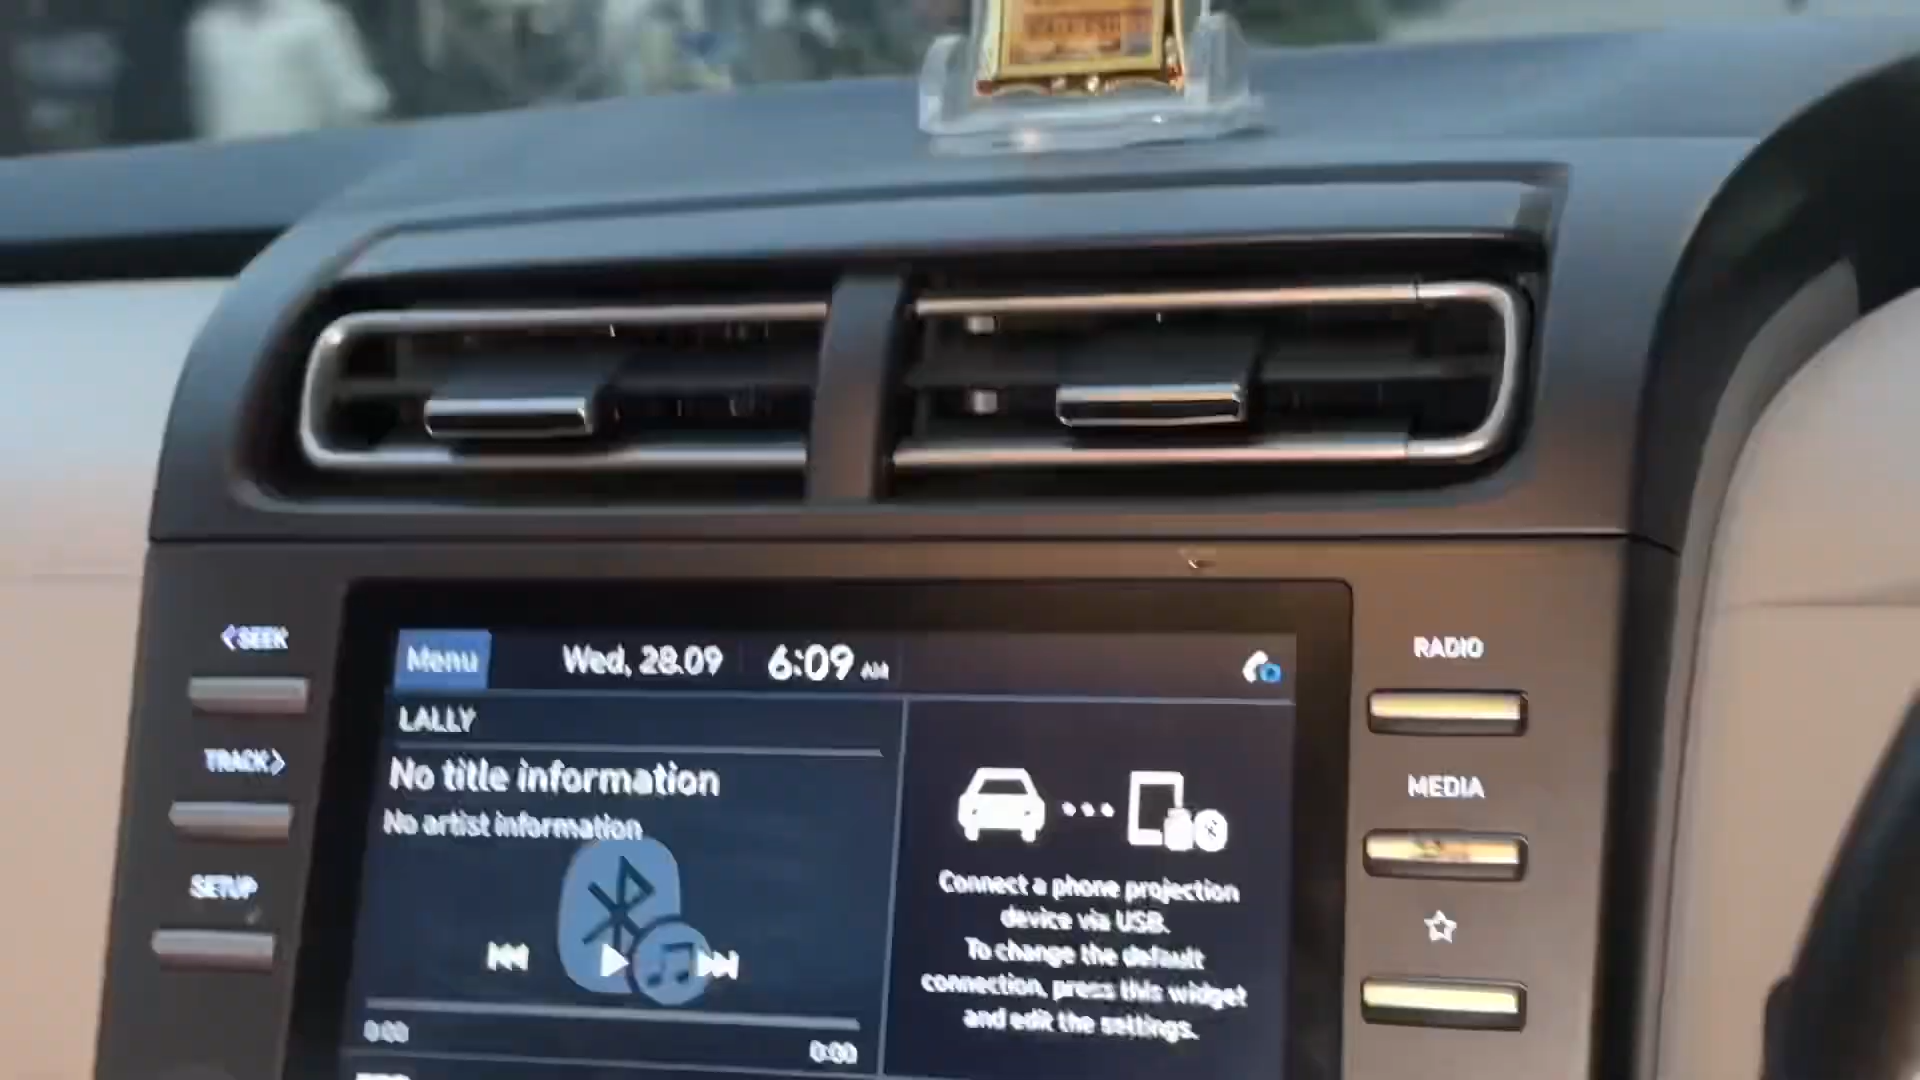 <SEEK
TRACK>
SETUP
Menu
Wed, 28.09
6:09 AM
LALLY
No title information
No artist information
0:00
0:00
Connect a phone projection
device via USB.
To change the default
connection, press this widget
and edit the settings.
RADIO
MEDIA